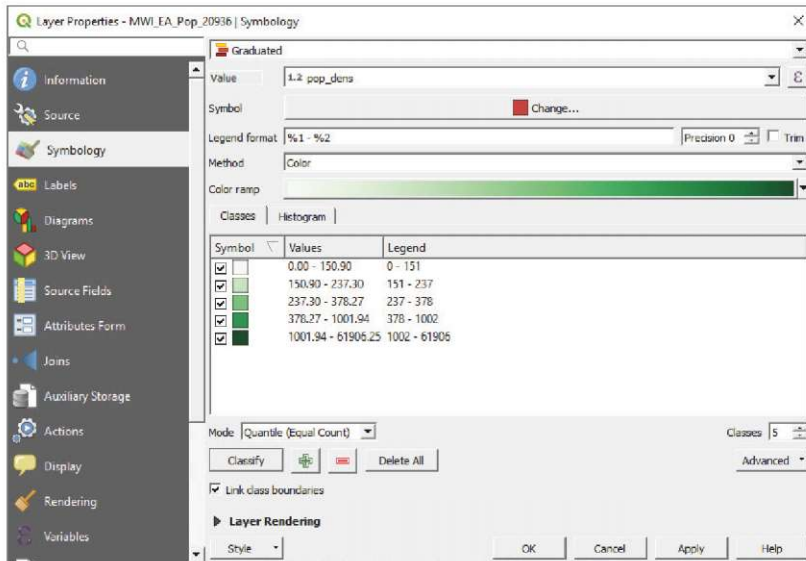 Layer Properties - MWI_EA_Pop_20936 | Symbology
Information
Source
Symbology
abc Labels
Diagrams
3D View
Source Fields
Attributes Form
Joins
Auxiliary Storage
Actions
Display
Rendering
Variables
Graduated
Value 1.2 pop_dens ε
Symbol Change...
Legend format %1 - %2 Precision 0 Trim
Method Color
Color ramp
Classes Histogram
Symbol Values Legend
0.00 - 150.90 0 - 151
150.90 - 237.30 151 - 237
237.30 - 378.27 237 - 378
378.27 - 1001.94 378 - 1002
1001.94 - 61906.25 1002 - 61906
Mode Quantile (Equal Count) Classes 5
Classify Delete All Advanced
Link class boundaries
Layer Rendering
Style OK Cancel Apply Help